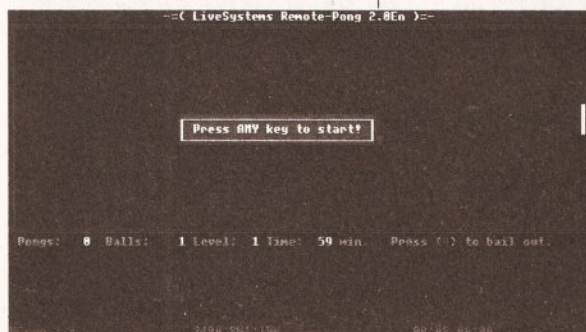 -=( LiveSystems Remote-Pong 2.0En )=-
Press ANY key to start!
Pongs: 0 Balls: 1 Level: 1 Time: 59 min. Press ( ) to bail out.